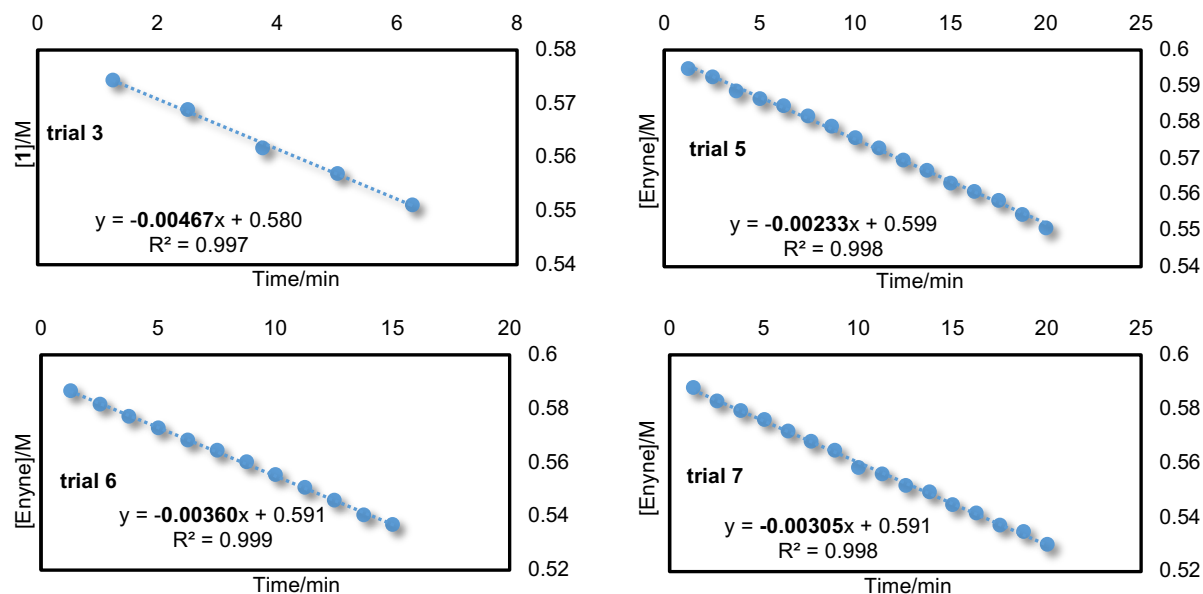 0 2 4 6 8
0.58
0.57
0.56
0.55
0.54
[1]/M
trial 3
y = -0.00467x + 0.580
R² = 0.997
Time/min
0 5 10 15 20 25
0.6
0.59
0.58
0.57
0.56
0.55
0.54
[Enyne]/M
trial 5
y = -0.00233x + 0.599
R² = 0.998
Time/min
0 5 10 15 20
0.6
0.58
0.56
0.54
0.52
[Enyne]/M
trial 6
y = -0.00360x + 0.591
R² = 0.999
Time/min
0 5 10 15 20 25
0.6
0.58
0.56
0.54
0.52
[Enyne]/M
trial 7
y = -0.00305x + 0.591
R² = 0.998
Time/min